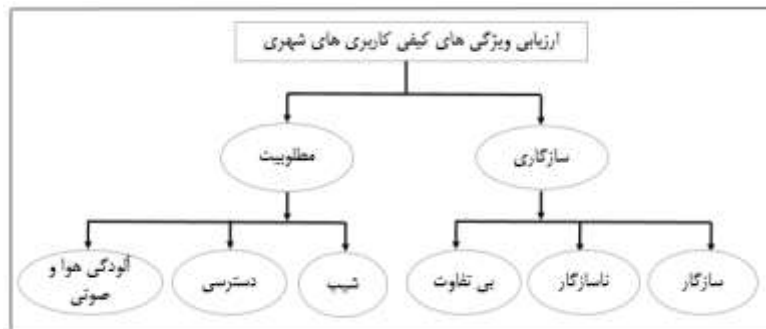 ارزیابی ویژگی های کیفی کاربری های شهری
سازگاری
مطلوبیت
سازگار
ناسازگار
بی تفاوت
شیب
دسترسی
آلودگی هوا و
صوتی